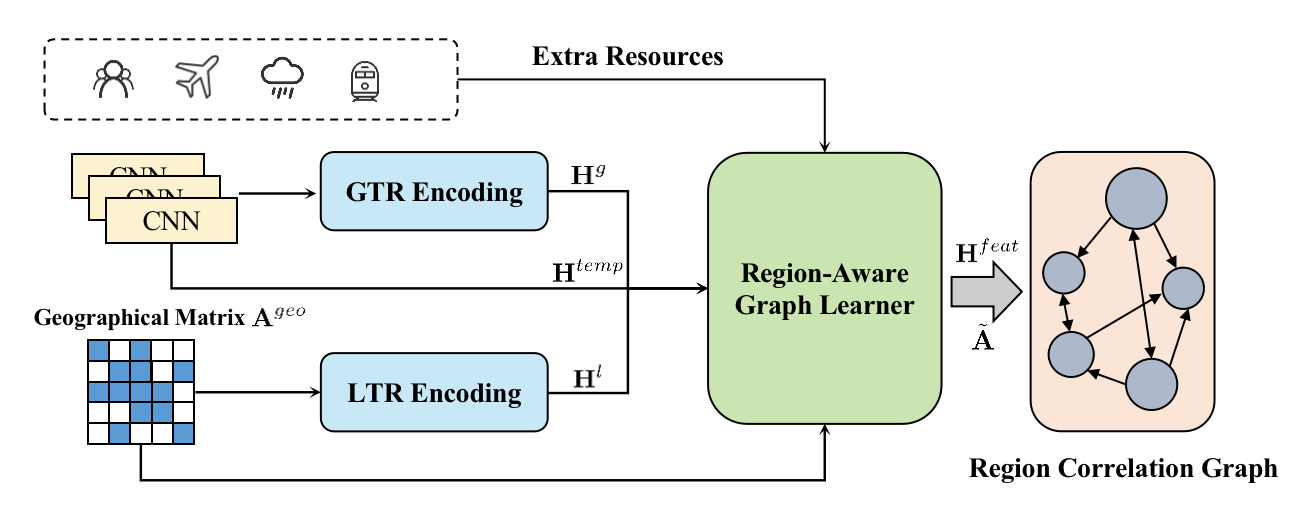 Extra Resources
CNN
CNN
CNN
GTR Encoding
H^g
H^{temp}
Geographical Matrix A^{geo}
LTR Encoding
H^l
Region-Aware
Graph Learner
H^{feat}
Ã
Region Correlation Graph